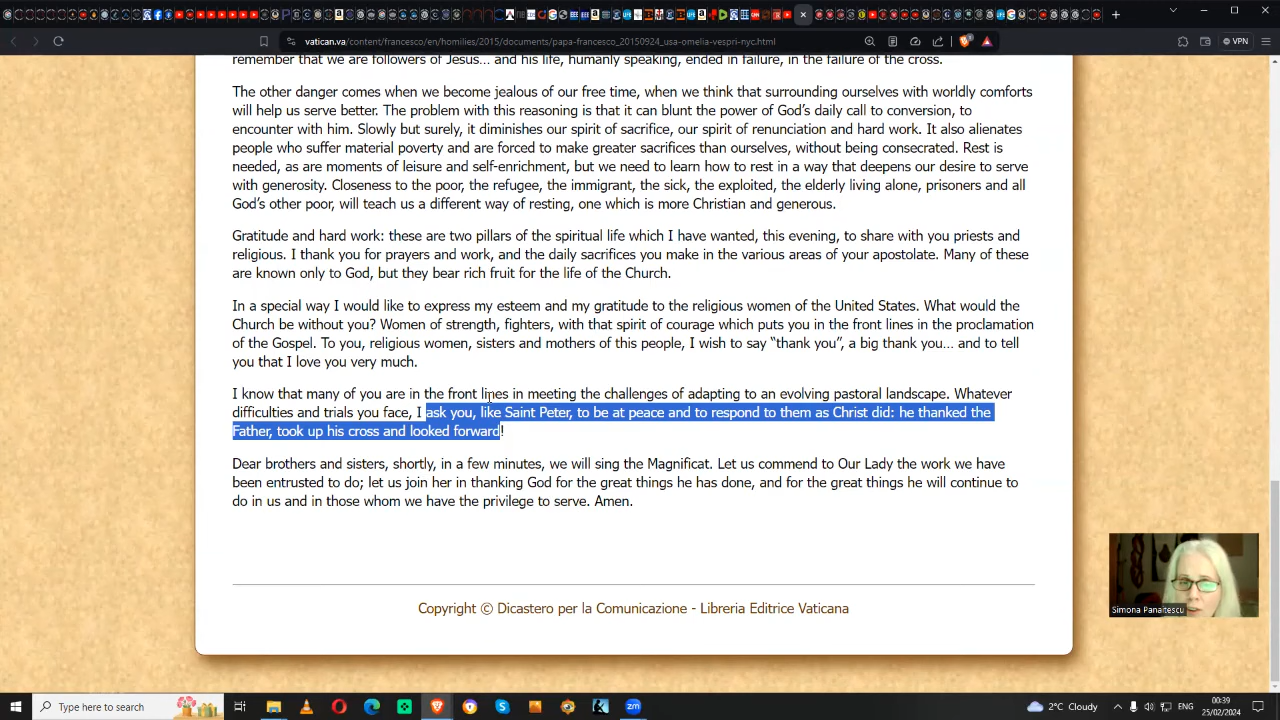 vatican.va/content/francesco/en/homilies/2015/documents/papa-francesco_20150924_usa-omelia-vespri-nyc.html
VPN
remember that we are followers of Jesus… and his life, humanly speaking, ended in failure, in the failure of the cross.
The other danger comes when we become jealous of our free time, when we think that surrounding ourselves with worldly comforts
will help us serve better. The problem with this reasoning is that it can blunt the power of God’s daily call to conversion, to
encounter with him. Slowly but surely, it diminishes our spirit of sacrifice, our spirit of renunciation and hard work. It also alienates
people who suffer material poverty and are forced to make greater sacrifices than ourselves, without being consecrated. Rest is
needed, as are moments of leisure and self-enrichment, but we need to learn how to rest in a way that deepens our desire to serve
with generosity. Closeness to the poor, the refugee, the immigrant, the sick, the exploited, the elderly living alone, prisoners and all
God’s other poor, will teach us a different way of resting, one which is more Christian and generous.
Gratitude and hard work: these are two pillars of the spiritual life which I have wanted, this evening, to share with you priests and
religious. I thank you for prayers and work, and the daily sacrifices you make in the various areas of your apostolate. Many of these
are known only to God, but they bear rich fruit for the life of the Church.
In a special way I would like to express my esteem and my gratitude to the religious women of the United States. What would the
Church be without you? Women of strength, fighters, with that spirit of courage which puts you in the front lines in the proclamation
of the Gospel. To you, religious women, sisters and mothers of this people, I wish to say “thank you”, a big thank you… and to tell
you that I love you very much.
I know that many of you are in the front lines in meeting the challenges of adapting to an evolving pastoral landscape. Whatever
difficulties and trials you face, I ask you, like Saint Peter, to be at peace and to respond to them as Christ did: he thanked the
Father, took up his cross and looked forward!
Dear brothers and sisters, shortly, in a few minutes, we will sing the Magnificat. Let us commend to Our Lady the work we have
been entrusted to do; let us join her in thanking God for the great things he has done, and for the great things he will continue to
do in us and in those whom we have the privilege to serve. Amen.
Copyright © Dicastero per la Comunicazione - Libreria Editrice Vaticana
Simona Panaitescu
Type here to search
2°C Cloudy
00:39
25/02/2024